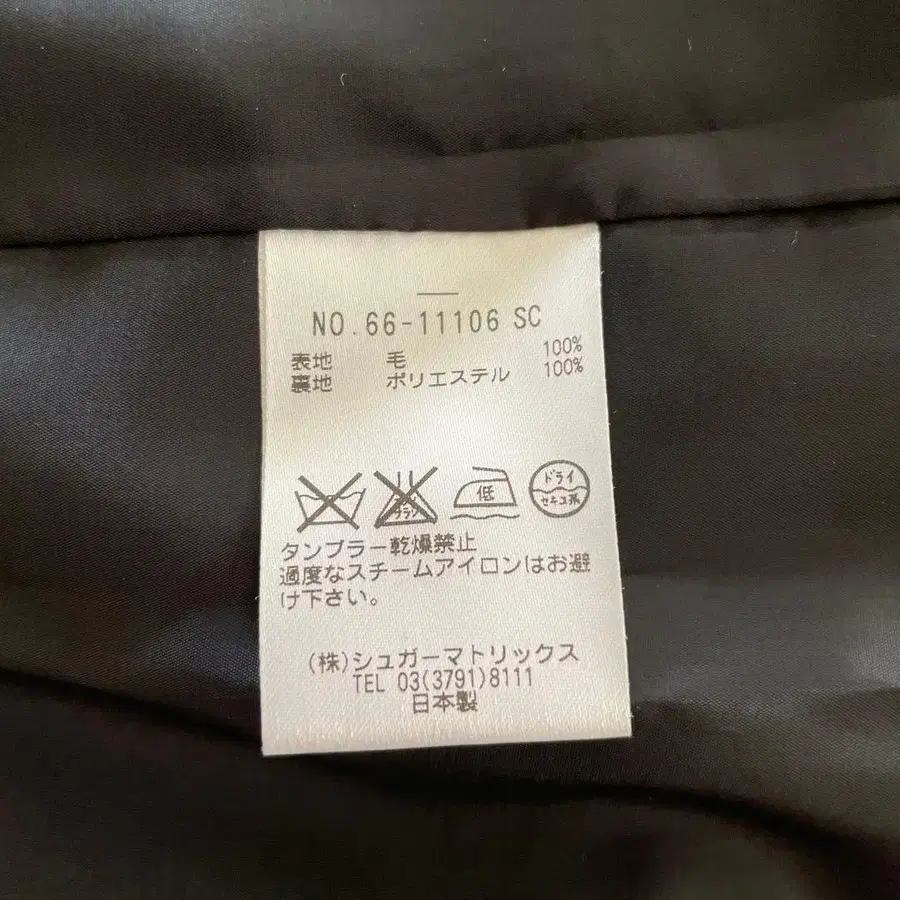 NO.66-11106 SC
表地 毛 100%
裏地 ポリエステル 100%
低 ドライ
セキユ系
タンブラー乾燥禁止
過度なスチームアイロンはお避
け下さい。
(株)シュガーマトリックス
TEL 03(3791)8111
日本製